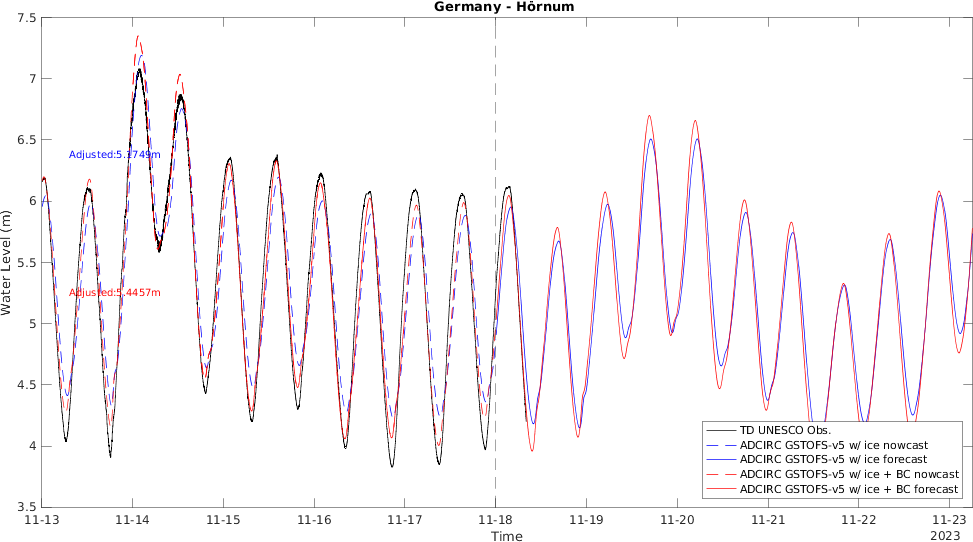 Germany - Hörnum
7.5
7
6.5
6
5.5
5
4.5
4
3.5
Water Level (m)
Adjusted:5.1749m
Adjusted:5.4457m
TD UNESCO Obs.
ADCIRC GSTOFS-v5 w/ ice nowcast
ADCIRC GSTOFS-v5 w/ ice forecast
ADCIRC GSTOFS-v5 w/ ice + BC nowcast
ADCIRC GSTOFS-v5 w/ ice + BC forecast
11-13 11-14 11-15 11-16 11-17 11-18 11-19 11-20 11-21 11-22 11-23
Time
2023